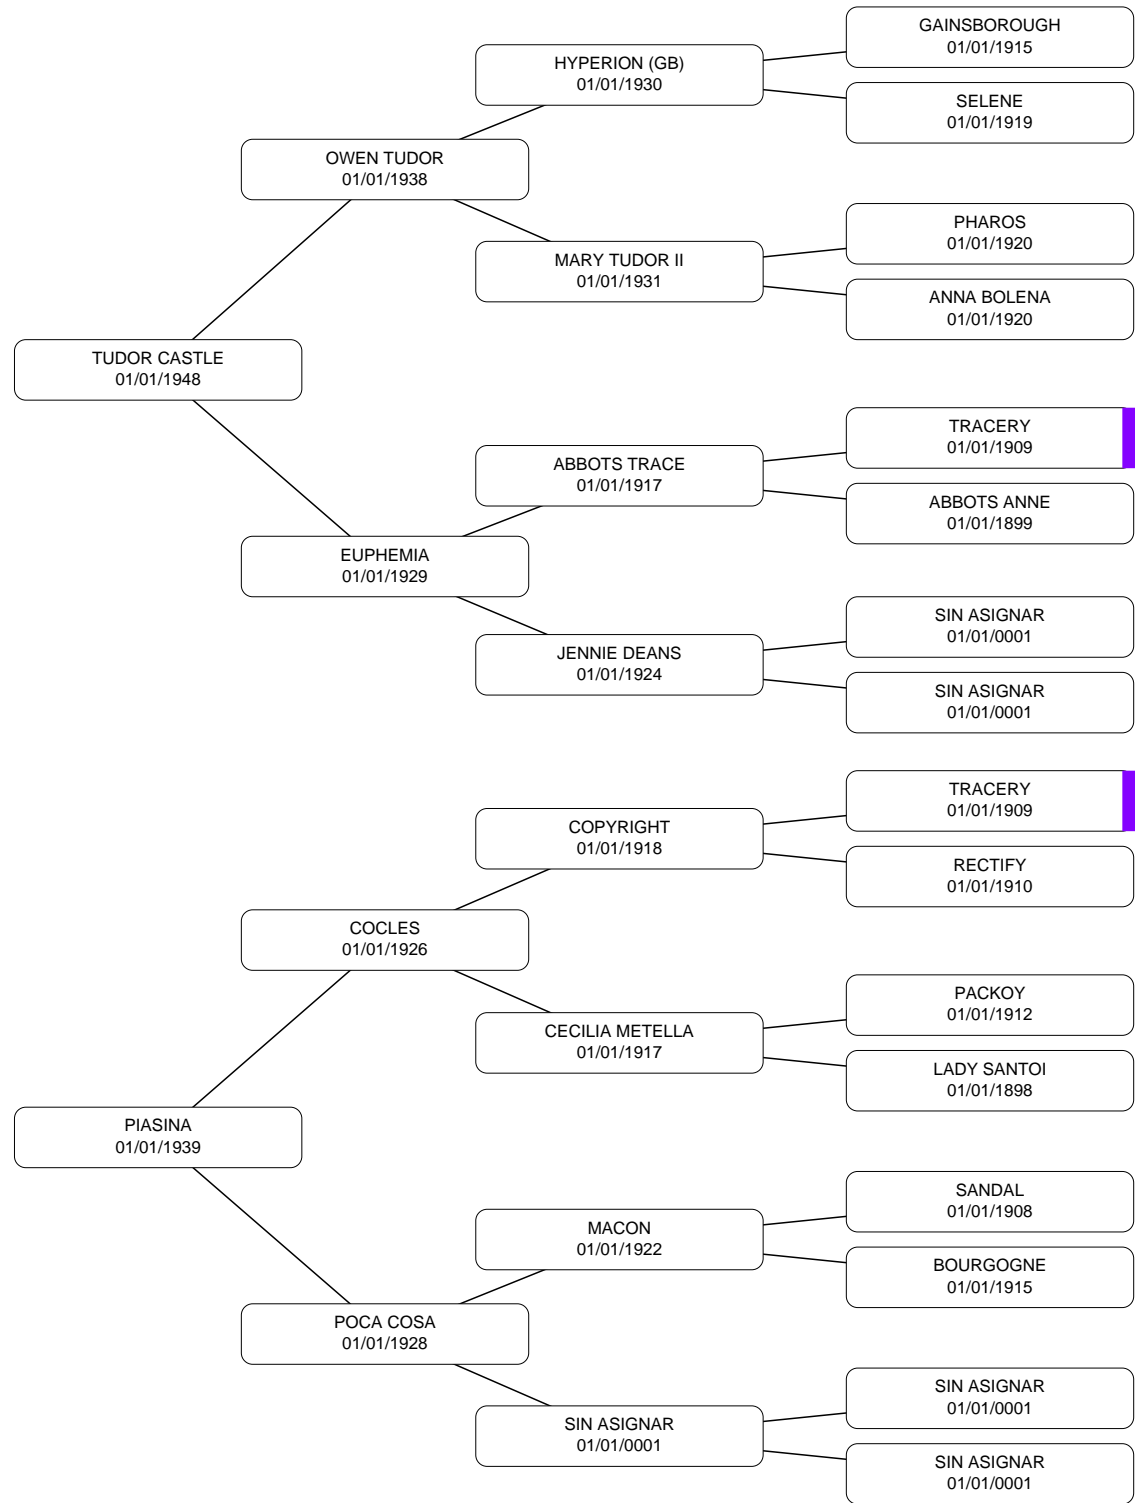 GAINSBOROUGH
01/01/1915
HYPERION (GB)
01/01/1930
SELENE
01/01/1919
OWEN TUDOR
01/01/1938
PHAROS
01/01/1920
MARY TUDOR II
01/01/1931
ANNA BOLENA
01/01/1920
TUDOR CASTLE
01/01/1948
TRACERY
01/01/1909
ABBOTS TRACE
01/01/1917
ABBOTS ANNE
01/01/1899
EUPHEMIA
01/01/1929
SIN ASIGNAR
01/01/0001
JENNIE DEANS
01/01/1924
SIN ASIGNAR
01/01/0001
TRACERY
01/01/1909
COPYRIGHT
01/01/1918
RECTIFY
01/01/1910
COCLES
01/01/1926
PACKOY
01/01/1912
CECILIA METELLA
01/01/1917
LADY SANTOI
01/01/1898
PIASINA
01/01/1939
SANDAL
01/01/1908
MACON
01/01/1922
BOURGOGNE
01/01/1915
POCA COSA
01/01/1928
SIN ASIGNAR
01/01/0001
SIN ASIGNAR
01/01/0001
SIN ASIGNAR
01/01/0001